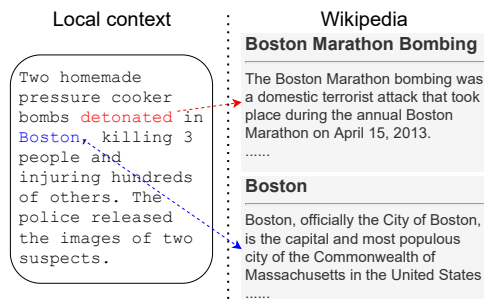 Local context
Two homemade
pressure cooker
bombs detonated in
Boston, killing 3
people and
injuring hundreds
of others. The
police released
the images of two
suspects.
Wikipedia
Boston Marathon Bombing
The Boston Marathon bombing was
a domestic terrorist attack that took
place during the annual Boston
Marathon on April 15, 2013.
......
Boston
Boston, officially the City of Boston,
is the capital and most populous
city of the Commonwealth of
Massachusetts in the United States
......